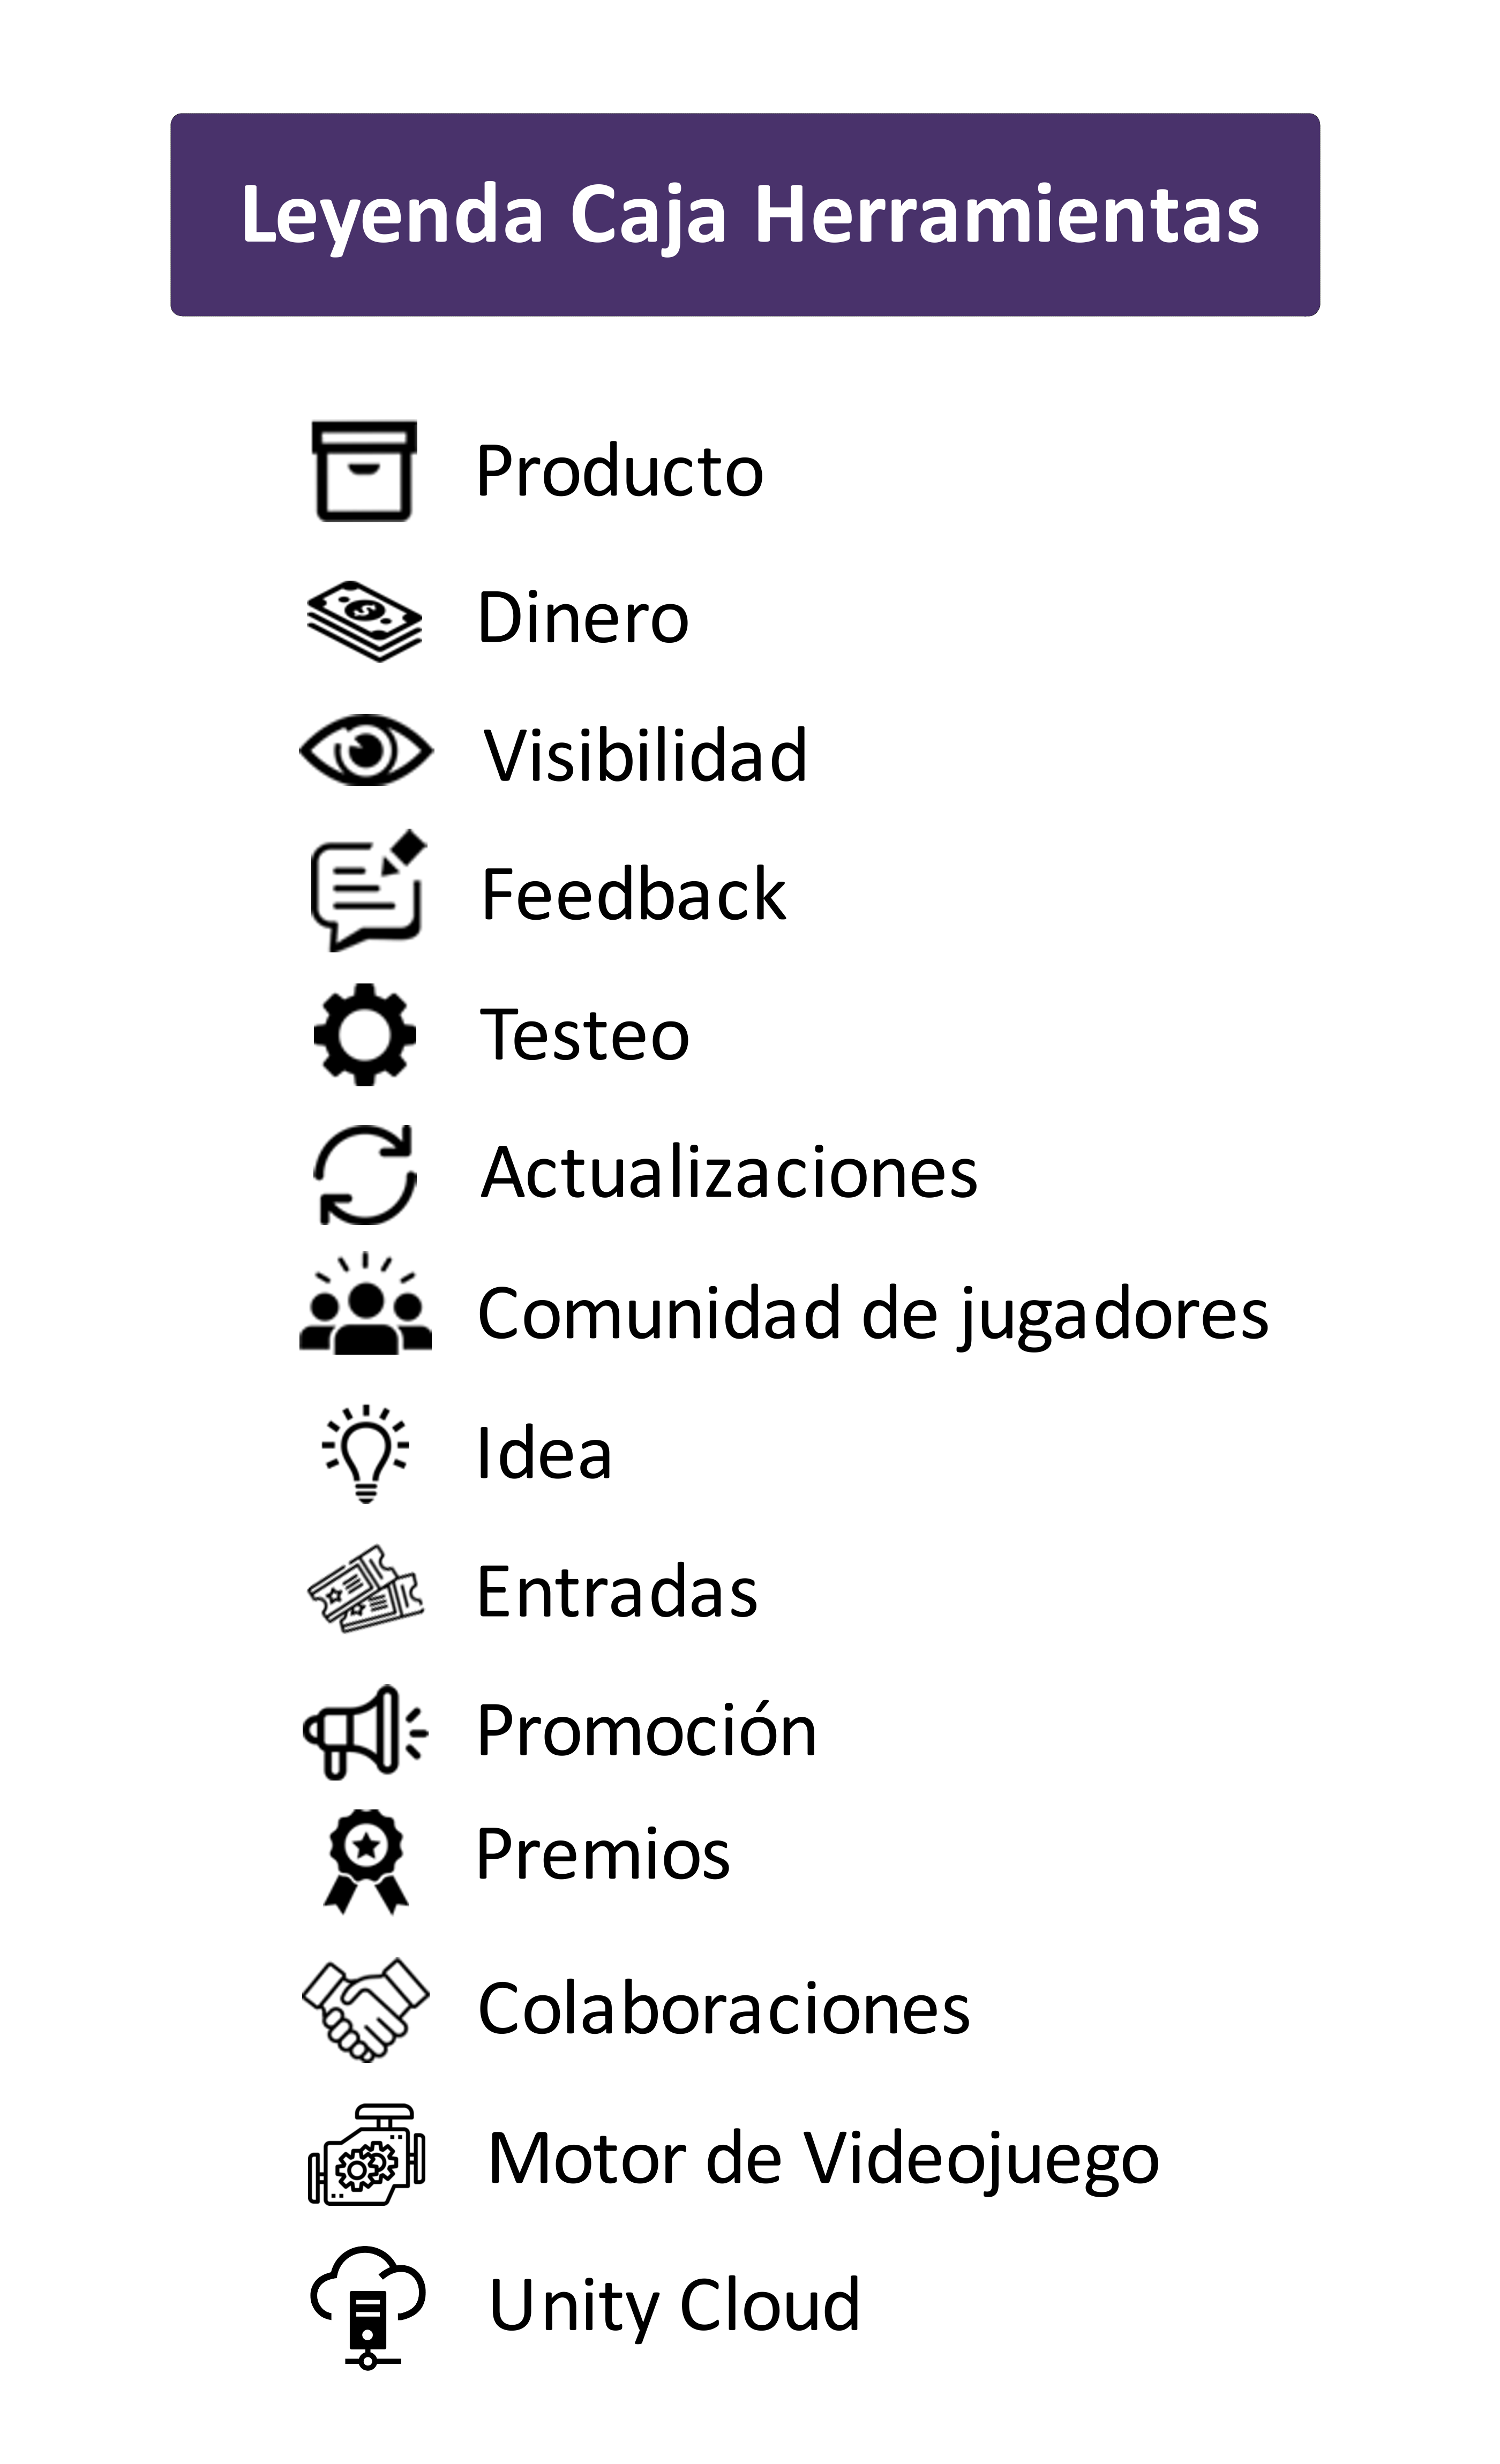 Leyenda Caja Herramientas
Producto
Dinero
Visibilidad
Feedback
Testeo
Actualizaciones
Comunidad de jugadores
Idea
Entradas
Promoción
Premios
Colaboraciones
Motor de Videojuego
Unity Cloud